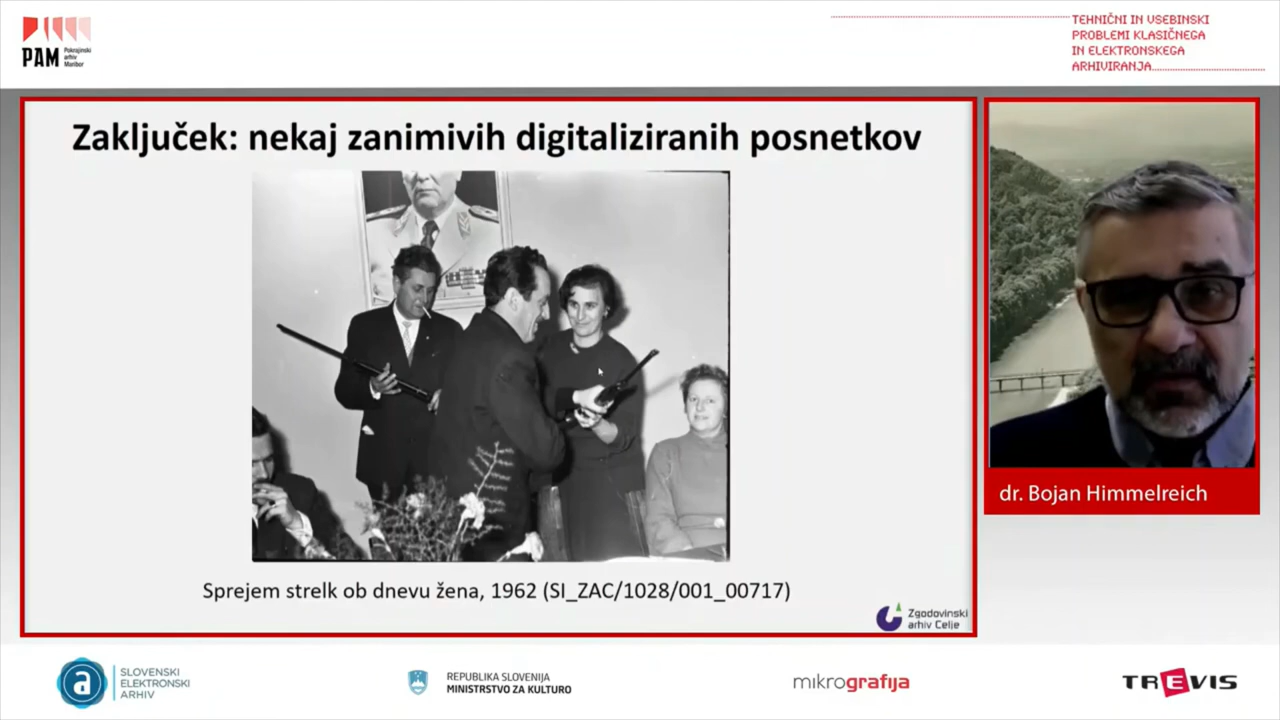 PAM
Pokrajinski
arhiv
Maribor
TEHNIČNI IN VSEBINSKI
PROBLEMI KLASIČNEGA
IN ELEKTRONSKEGA
ARHIVIRANJA
Zaključek: nekaj zanimivih digitaliziranih posnetkov
Sprejem strelk ob dnevu žena, 1962 (SI_ZAC/1028/001_00717)
Zgodovinski
arhiv Celje
dr. Bojan Himmelreich
a
SLOVENSKI
ELEKTRONSKI
ARHIV
REPUBLIKA SLOVENIJA
MINISTRSTVO ZA KULTURO
mikrografija
TREVIS